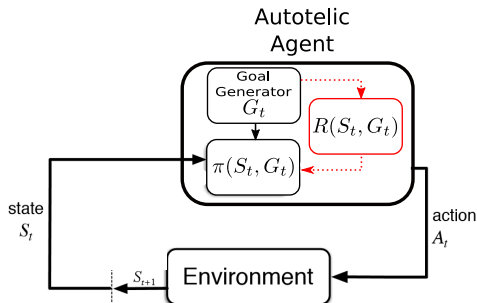 Autotelic
Agent
Goal
Generator
G_t
R(S_t, G_t)
π(S_t, G_t)
state
S_t
action
A_t
S_{t+1}
Environment